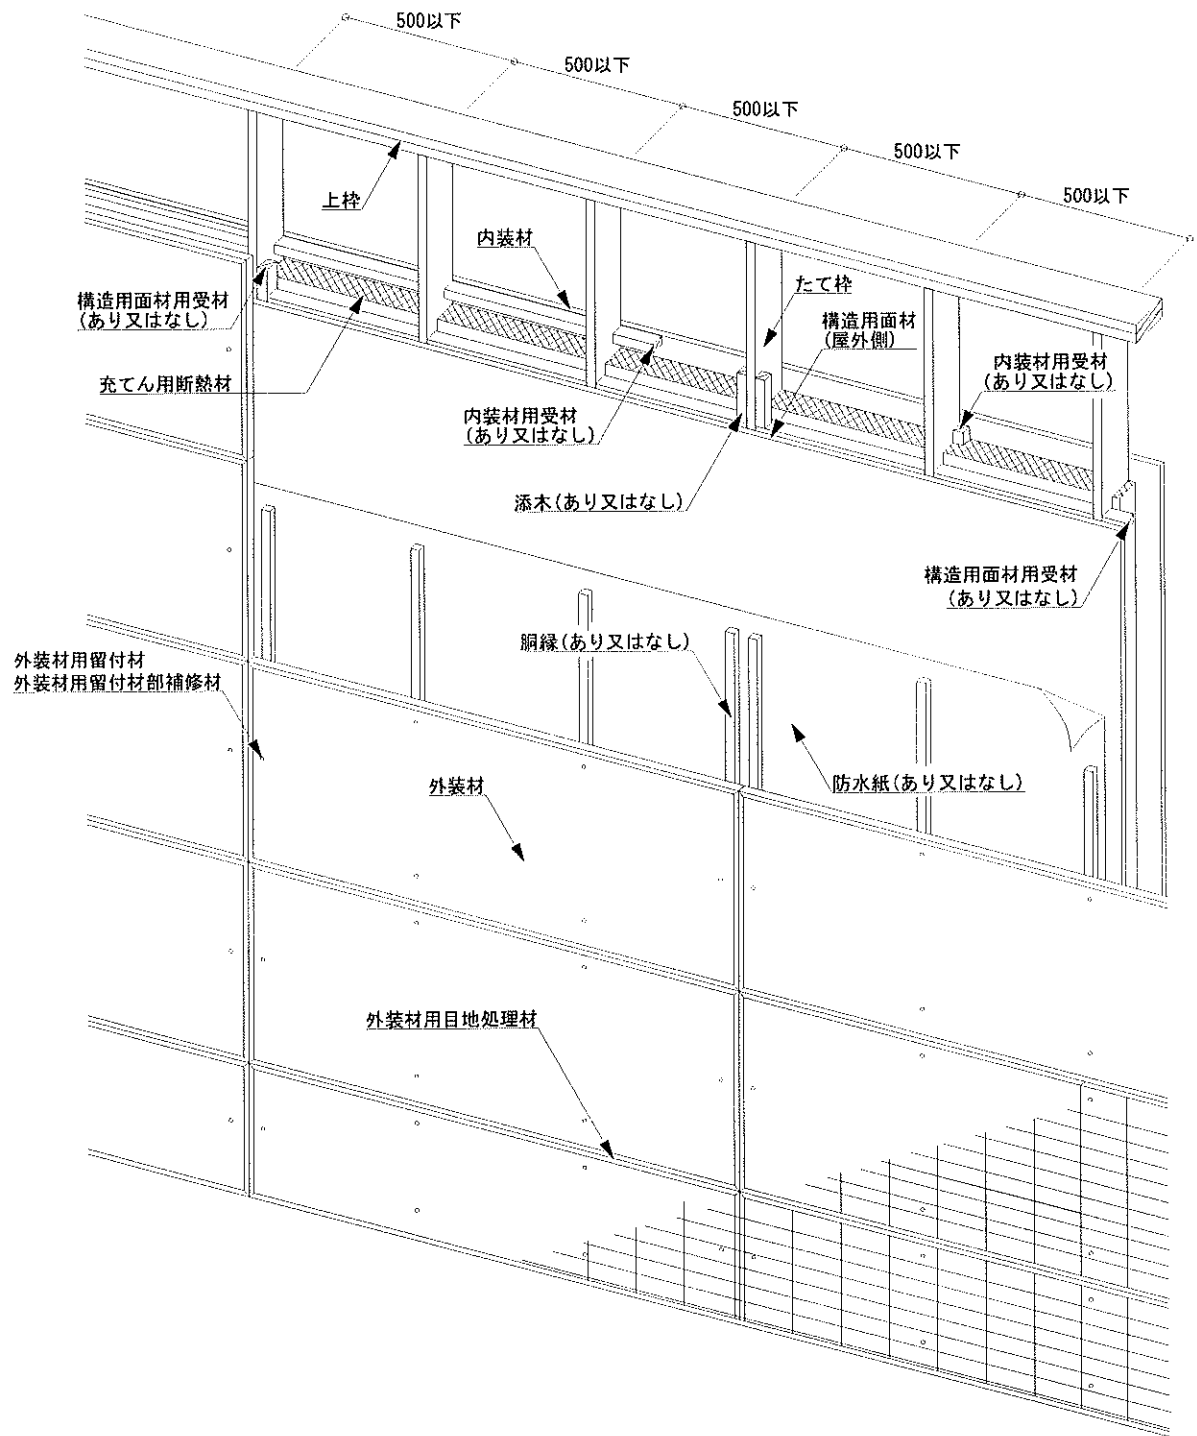 500以下
500以下
500以下
500以下
500以下
上枠
内装材
たて枠
構造用面材用受材
(あり又はなし)
構造用面材
(屋外側)
内装材用受材
(あり又はなし)
充てん用断熱材
内装材用受材
(あり又はなし)
添木(あり又はなし)
構造用面材用受材
(あり又はなし)
胴縁(あり又はなし)
外装材用留付材
外装材用留付材部補修材
防水紙(あり又はなし)
外装材
外装材用目地処理材